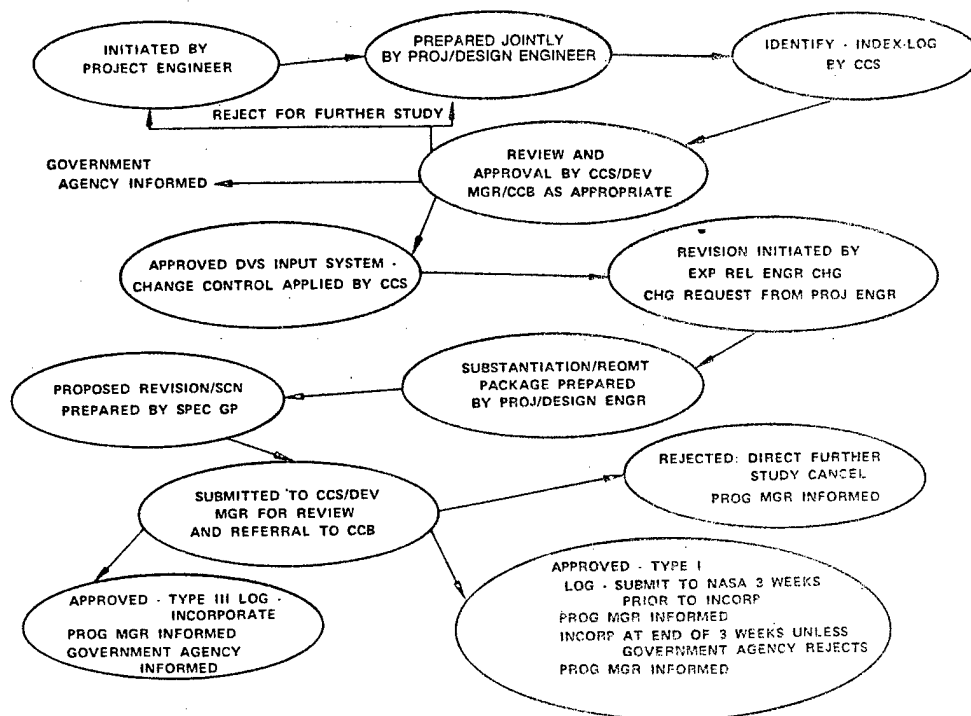 INITIATED BY
PROJECT ENGINEER
PREPARED JOINTLY
BY PROJ/DESIGN ENGINEER
IDENTIFY - INDEX-LOG
BY CCS
REJECT FOR FURTHER STUDY
GOVERNMENT
AGENCY INFORMED
REVIEW AND
APPROVAL BY CCS/DEV
MGR/CCB AS APPROPRIATE
APPROVED DVS INPUT SYSTEM -
CHANGE CONTROL APPLIED BY CCS
REVISION INITIATED BY
EXP REL ENGR CHG
CHG REQUEST FROM PROJ ENGR
SUBSTANTIATION/REOMT
PACKAGE PREPARED
BY PROJ/DESIGN ENGR
PROPOSED REVISION/SCN
PREPARED BY SPEC GP
SUBMITTED TO CCS/DEV
MGR FOR REVIEW
AND REFERRAL TO CCB
REJECTED: DIRECT FURTHER
STUDY CANCEL
PROG MGR INFORMED
APPROVED - TYPE III LOG -
INCORPORATE
PROG MGR INFORMED
GOVERNMENT AGENCY
INFORMED
APPROVED - TYPE I
LOG - SUBMIT TO NASA 3 WEEKS
PRIOR TO INCORP
PROG MGR INFORMED
INCORP AT END OF 3 WEEKS UNLESS
GOVERNMENT AGENCY REJECTS
PROG MGR INFORMED